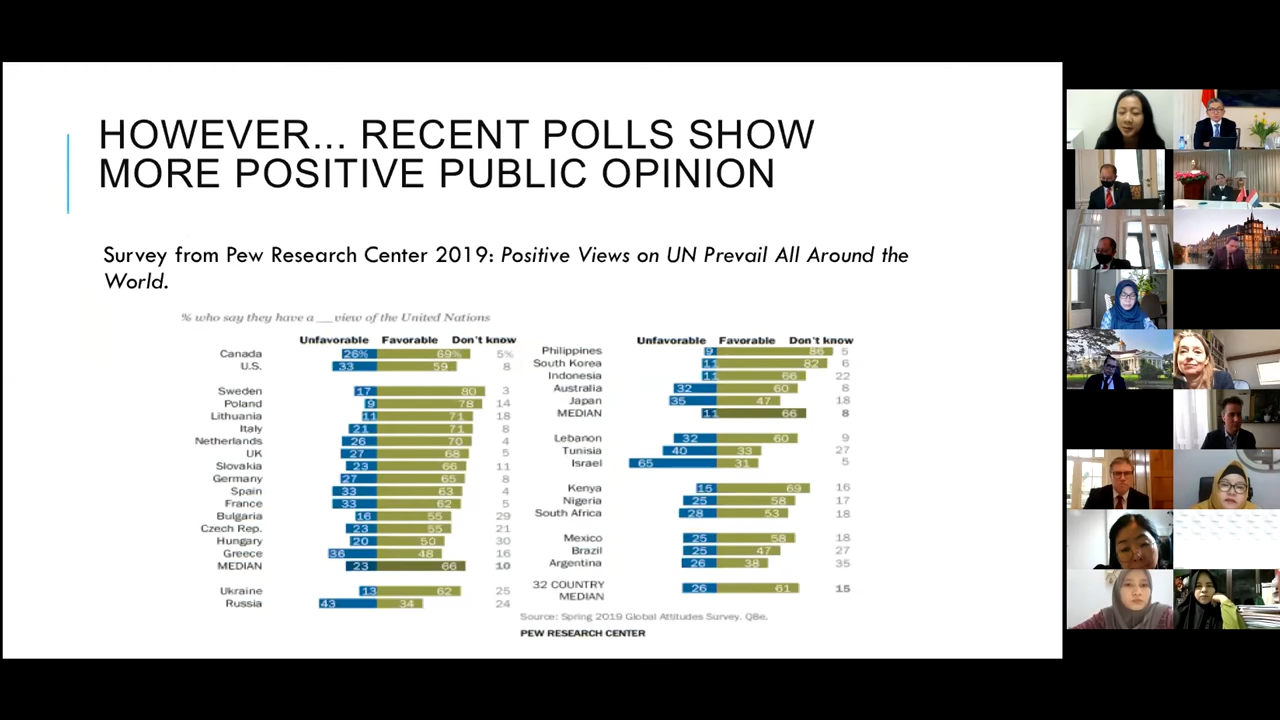 HOWEVER... RECENT POLLS SHOW
MORE POSITIVE PUBLIC OPINION
Survey from Pew Research Center 2019: Positive Views on UN Prevail All Around the
World.
% who say they have a ___ view of the United Nations
Unfavorable Favorable Don't know
Canada 26% 69% 5%
U.S. 33 59 8
Sweden 17 80 3
Poland 9 78 14
Lithuania 11 71 18
Italy 21 71 8
Netherlands 26 70 4
UK 27 68 5
Slovakia 23 66 11
Germany 27 65 8
Spain 33 63 4
France 33 62 5
Bulgaria 16 55 29
Czech Rep. 23 55 21
Hungary 20 50 30
Greece 36 48 16
MEDIAN 23 66 10
Ukraine 13 62 25
Russia 43 34 24
Unfavorable Favorable Don't know
Philippines 9 86 5
South Korea 11 82 6
Indonesia 11 66 22
Australia 32 60 8
Japan 35 47 18
MEDIAN 11 66 8
Lebanon 32 60 9
Tunisia 40 33 27
Israel 65 31 5
Kenya 15 69 16
Nigeria 25 58 17
South Africa 28 53 18
Mexico 25 58 18
Brazil 25 47 27
Argentina 26 38 35
32 COUNTRY
MEDIAN 26 61 15
Source: Spring 2019 Global Attitudes Survey. Q8e.
PEW RESEARCH CENTER